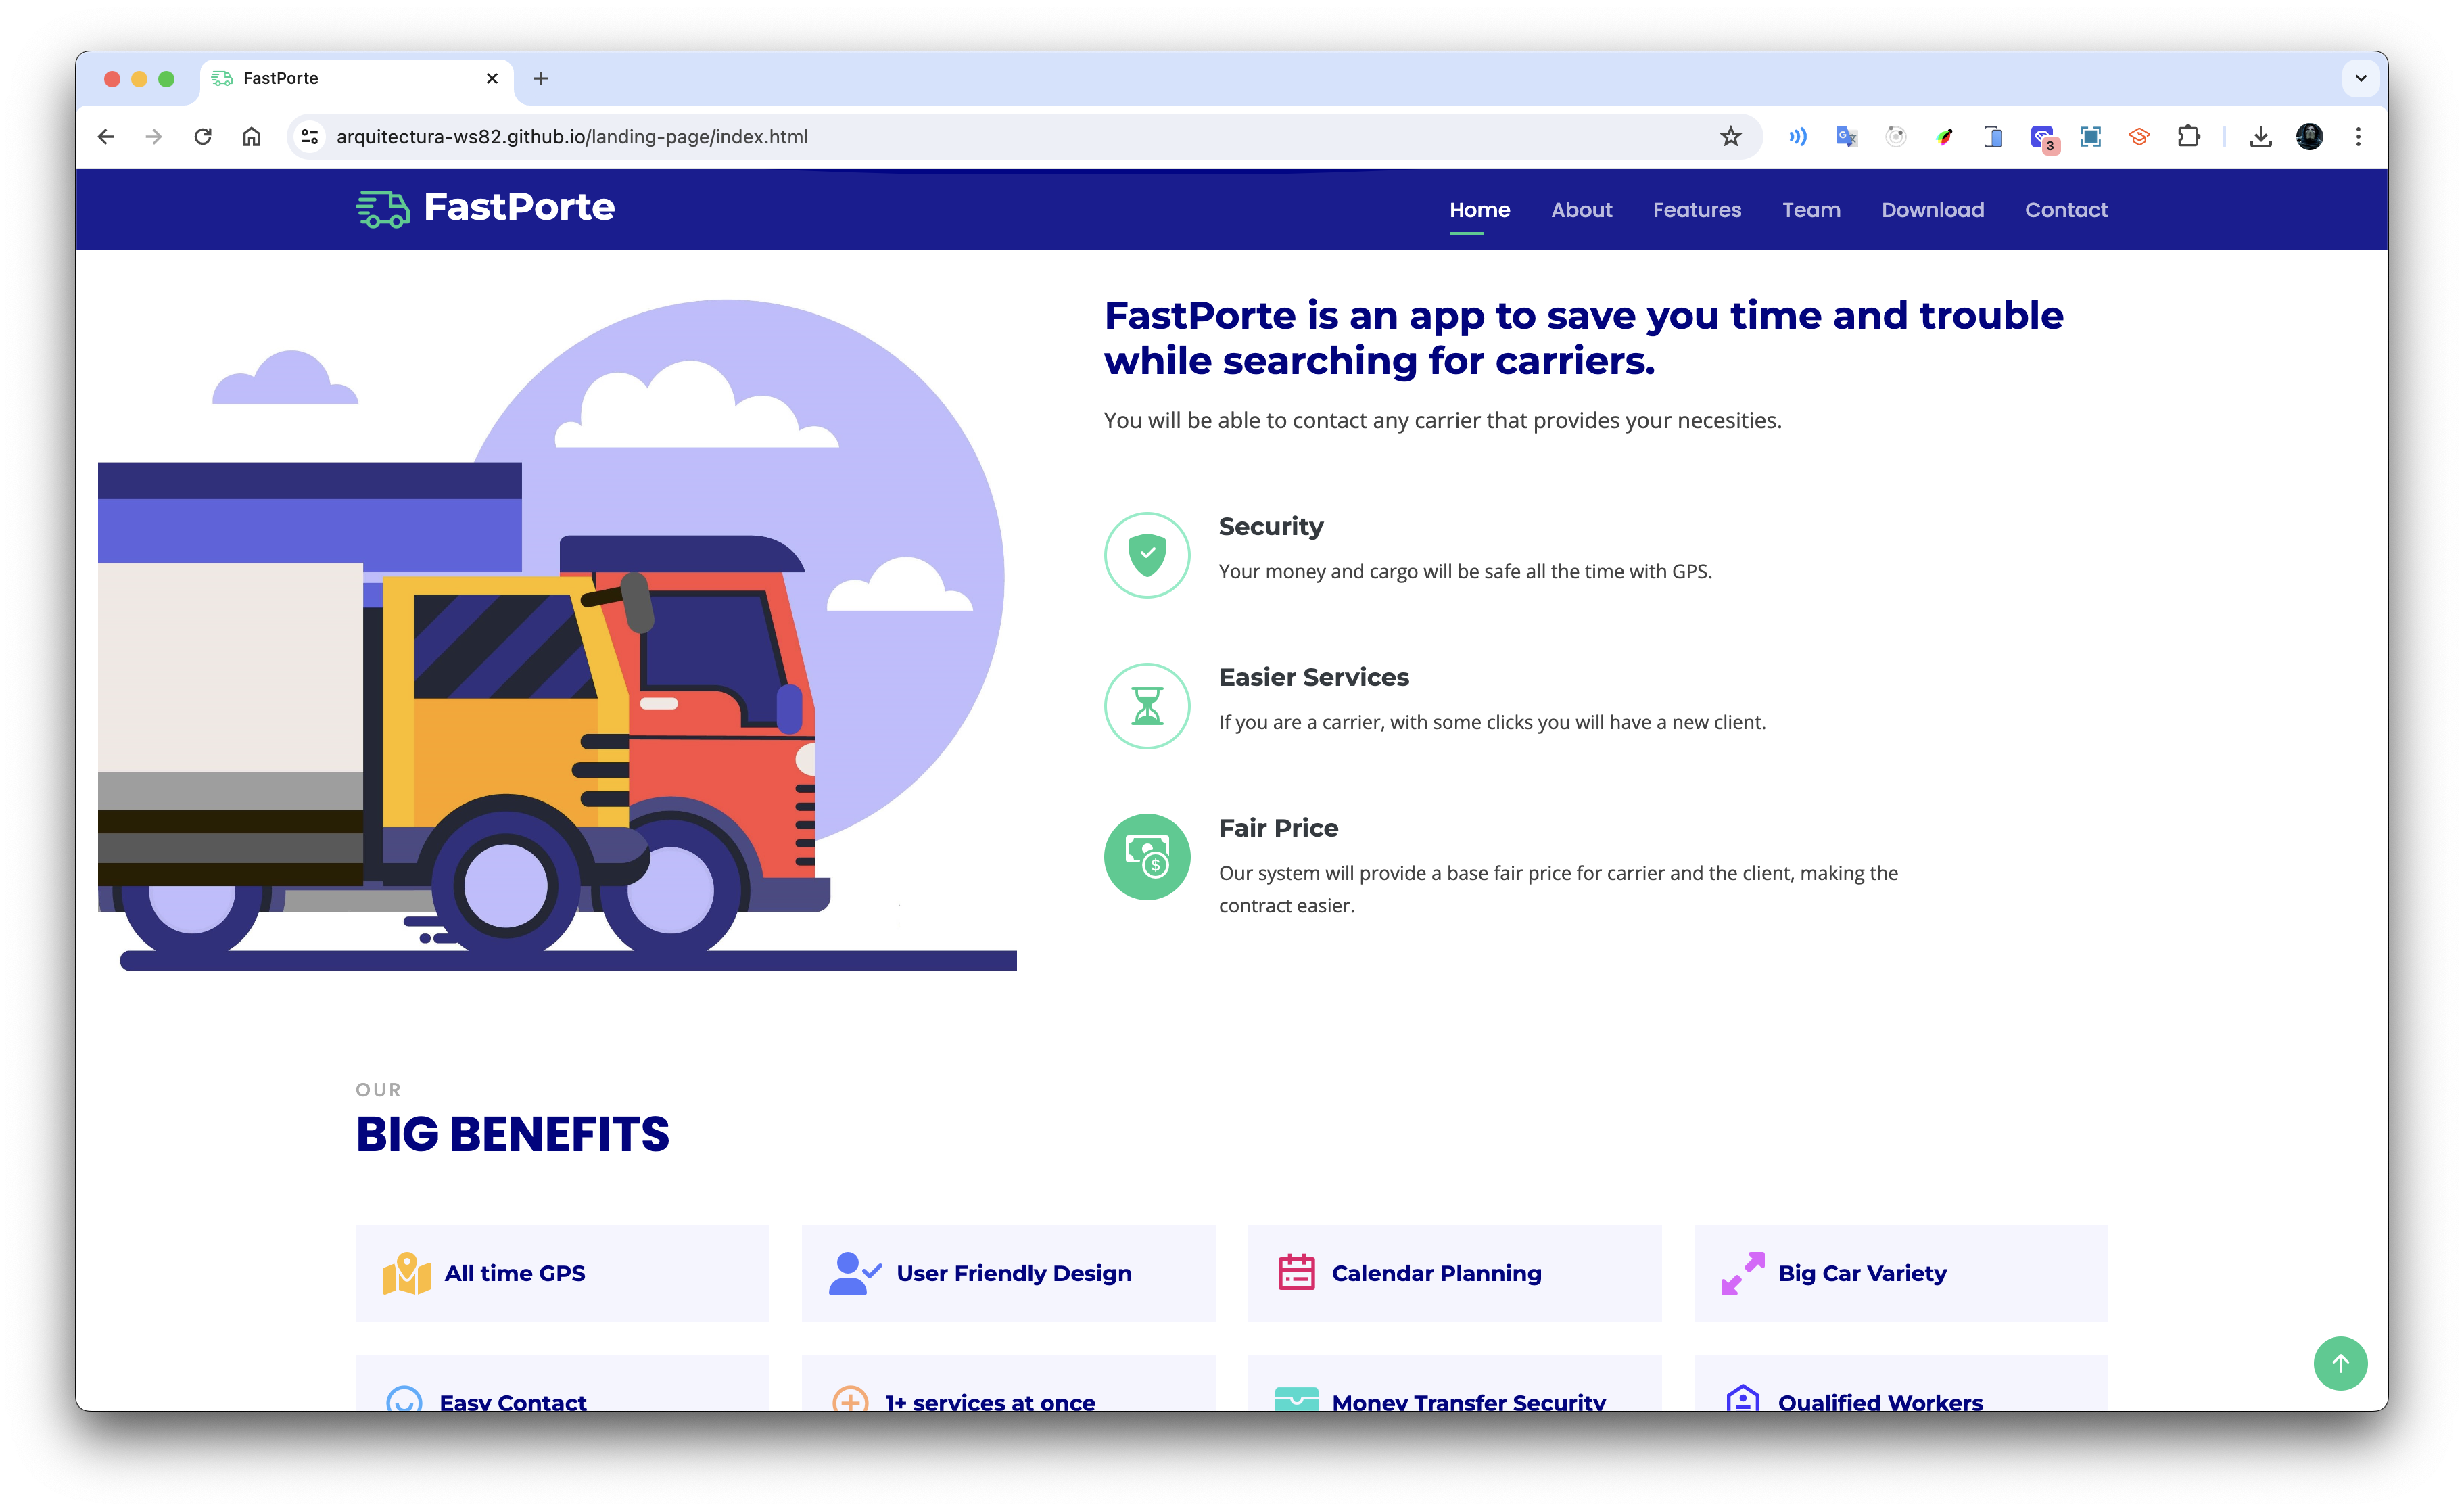 FastPorte
arquitectura-ws82.github.io/landing-page/index.html
3
FastPorte
Home About Features Team Download Contact
FastPorte is an app to save you time and trouble
while searching for carriers.
You will be able to contact any carrier that provides your necesities.
Security
Your money and cargo will be safe all the time with GPS.
Easier Services
If you are a carrier, with some clicks you will have a new client.
Fair Price
Our system will provide a base fair price for carrier and the client, making the
contract easier.
OUR
BIG BENEFITS
All time GPS
User Friendly Design
Calendar Planning
Big Car Variety
Easy Contact
1+ services at once
Money Transfer Security
Qualified Workers